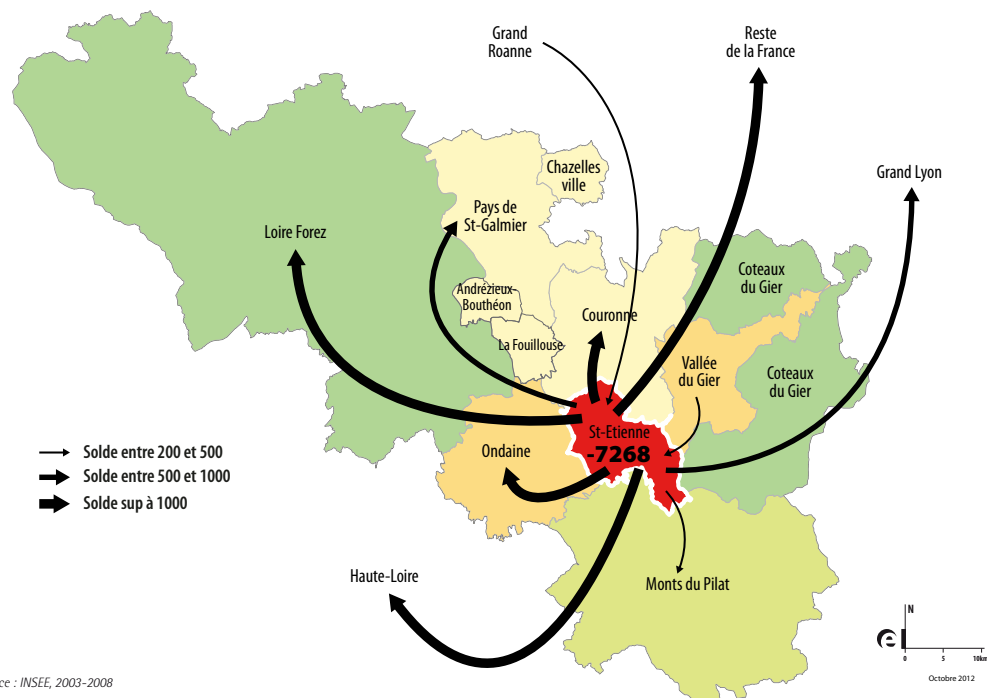 Grand
Roanne
Reste
de la France
Grand Lyon
Chazelles
ville
Pays de
St-Galmier
Loire Forez
Coteaux
du Gier
Andrézieux-
Bouthéon
Couronne
La Fouillouse
Vallée
du Gier
Coteaux
du Gier
St-Etienne
-7268
Ondaine
Solde entre 200 et 500
Solde entre 500 et 1000
Solde sup à 1000
Haute-Loire
Monts du Pilat
N
0 5 10km
Octobre 2012
ce : INSEE, 2003-2008